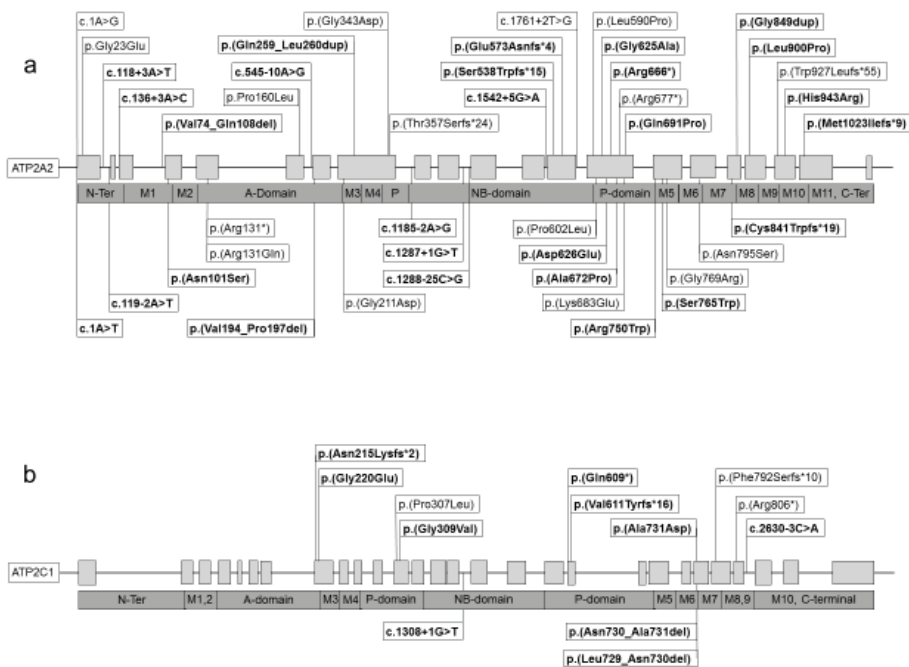 a
c.1A>G
p.Gly23Glu
c.118+3A>T
c.136+3A>C
p.(Val74_Gln108del)
p.(Gly343Asp)
p.(Gln259_Leu260dup)
c.545-10A>G
p.Pro160Leu
p.(Thr357Serfs*24)
c.1761+2T>G
p.(Glu573Asnfs*4)
p.(Ser538Trpfs*15)
c.1542+5G>A
p.(Leu590Pro)
p.(Gly625Ala)
p.(Arg666*)
p.(Arg677*)
p.(Gln691Pro)
p.(Gly849dup)
p.(Leu900Pro)
p.(Trp927Leufs*55)
p.(His943Arg)
p.(Met1023Ilefs*9)
ATP2A2
N-Ter M1 M2 A-Domain M3 M4 P NB-domain P-domain M5 M6 M7 M8 M9 M10 M11, C-Ter
p.(Arg131*)
p.(Arg131Gln)
p.(Asn101Ser)
c.119-2A>T
c.1A>T
p.(Val194_Pro197del)
p.(Gly211Asp)
c.1185-2A>G
c.1287+1G>T
c.1288-25C>G
p.(Pro602Leu)
p.(Asp626Glu)
p.(Ala672Pro)
p.(Lys683Glu)
p.(Arg750Trp)
p.(Cys841Trpfs*19)
p.(Asn795Ser)
p.(Gly769Arg)
p.(Ser765Trp)
b
p.(Asn215Lysfs*2)
p.(Gly220Glu)
p.(Pro307Leu)
p.(Gly309Val)
p.(Gln609*)
p.(Val611Tyrfs*16)
p.(Ala731Asp)
p.(Phe792Serfs*10)
p.(Arg806*)
c.2630-3C>A
ATP2C1
N-Ter M1,2 A-domain M3 M4 P-domain NB-domain P-domain M5 M6 M7 M8,9 M10, C-terminal
c.1308+1G>T
p.(Asn730_Ala731del)
p.(Leu729_Asn730del)